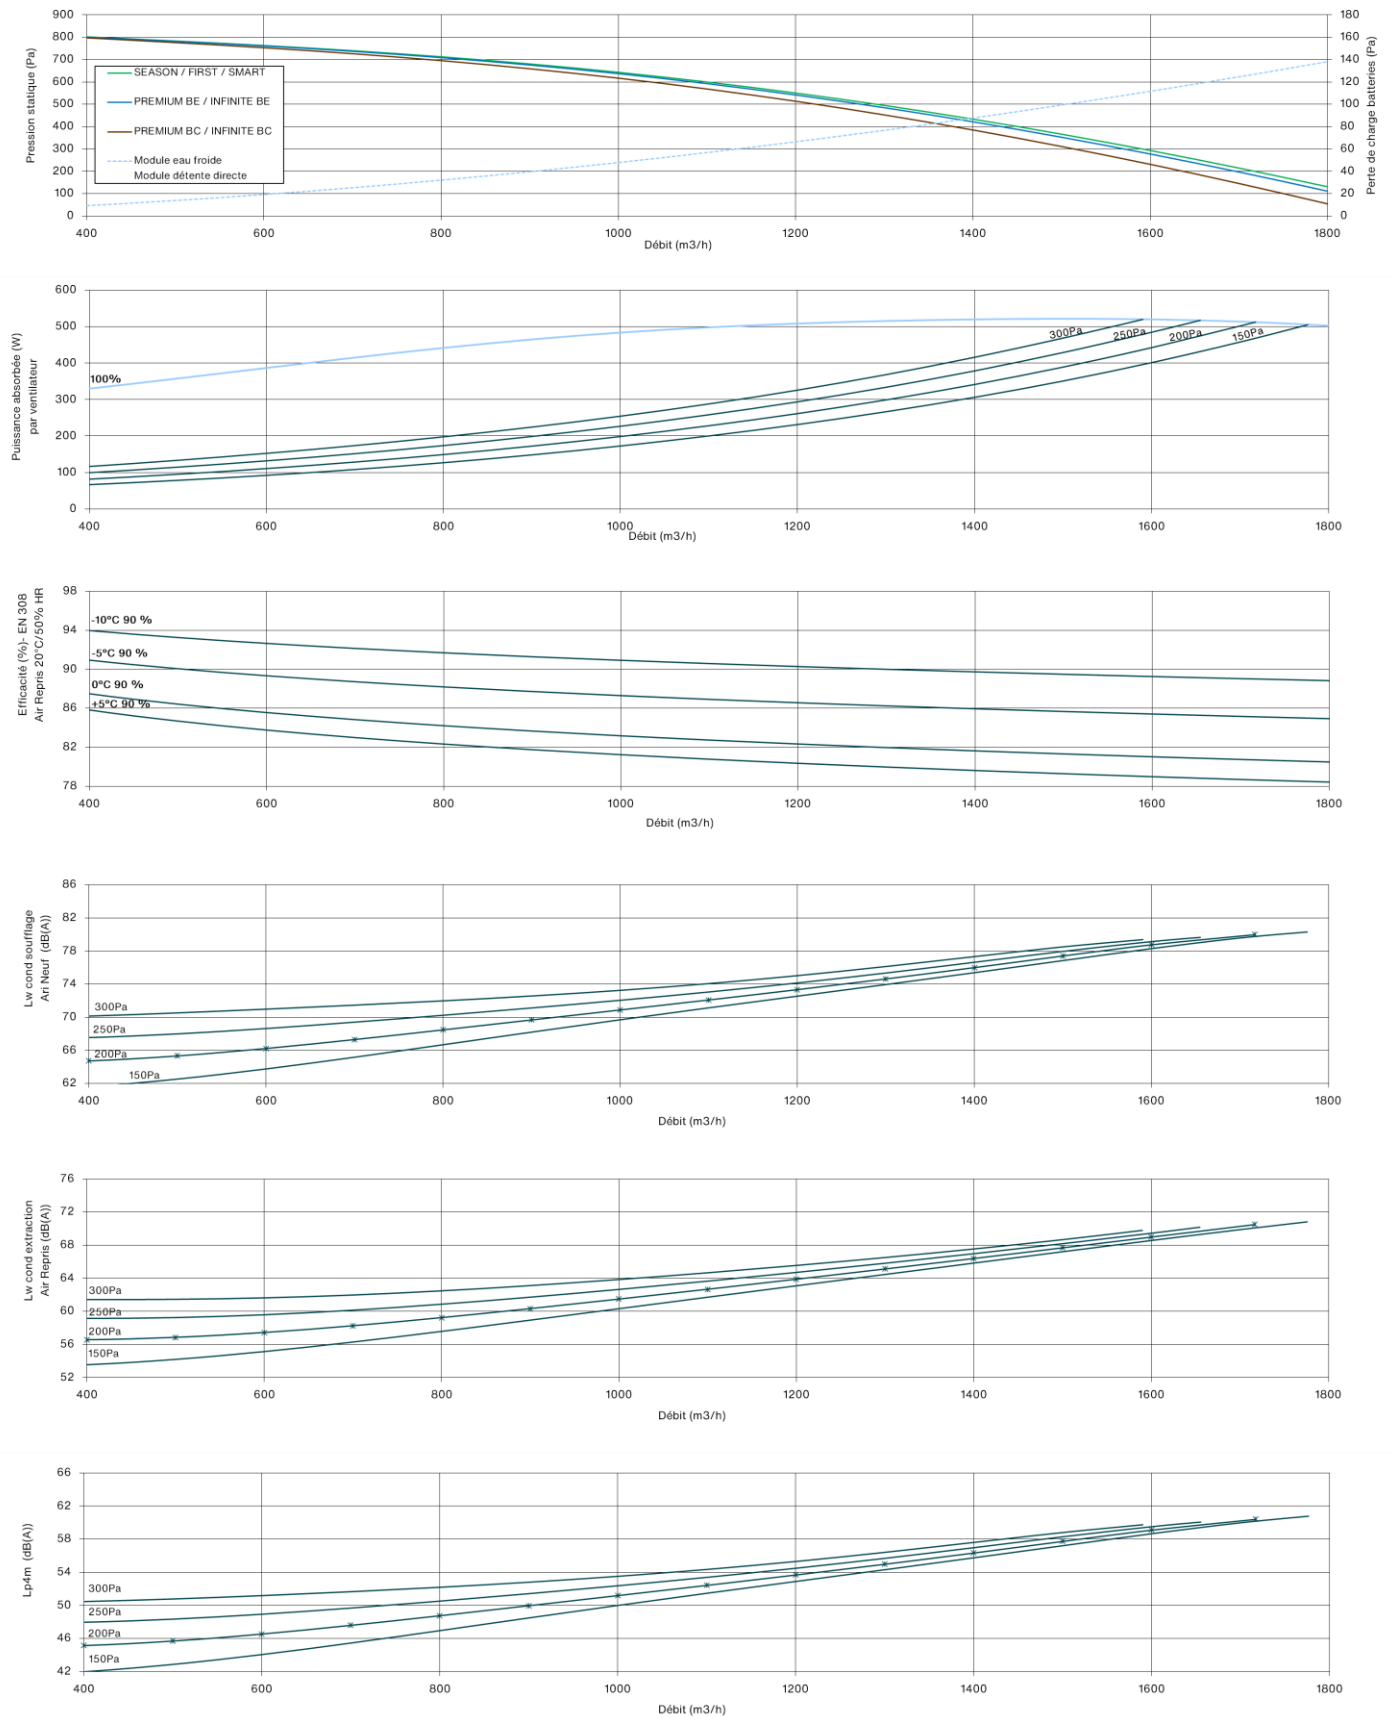 900
800
700
600
500
400
300
200
100
0
Pression statique (Pa)
SEASON / FIRST / SMART
PREMIUM BE / INFINITE BE
PREMIUM BC / INFINITE BC
Module eau froide
Module détente directe
180
160
140
120
100
80
60
40
20
0
Perte de charge batteries (Pa)
400 600 800 1000 1200 1400 1600 1800
Débit (m3/h)
600
500
400
300
200
100
0
Puissance absorbée (W)
par ventilateur
100%
300Pa
250Pa
200Pa
150Pa
400 600 800 1000 1200 1400 1600 1800
Débit (m3/h)
98
94
90
86
82
78
Efficacité (%)- EN 308
Air Repris 20°C/50% HR
-10°C 90 %
-5°C 90 %
0°C 90 %
+5°C 90 %
400 600 800 1000 1200 1400 1600 1800
Débit (m3/h)
86
82
78
74
70
66
62
Lw cond soufflage
Ari Neuf (dB(A))
300Pa
250Pa
200Pa
150Pa
400 600 800 1000 1200 1400 1600 1800
Débit (m3/h)
76
72
68
64
60
56
52
Lw cond extraction
Air Repris (dB(A))
300Pa
250Pa
200Pa
150Pa
400 600 800 1000 1200 1400 1600 1800
Débit (m3/h)
66
62
58
54
50
46
42
Lp4m (dB(A))
300Pa
250Pa
200Pa
150Pa
400 600 800 1000 1200 1400 1600 1800
Débit (m3/h)